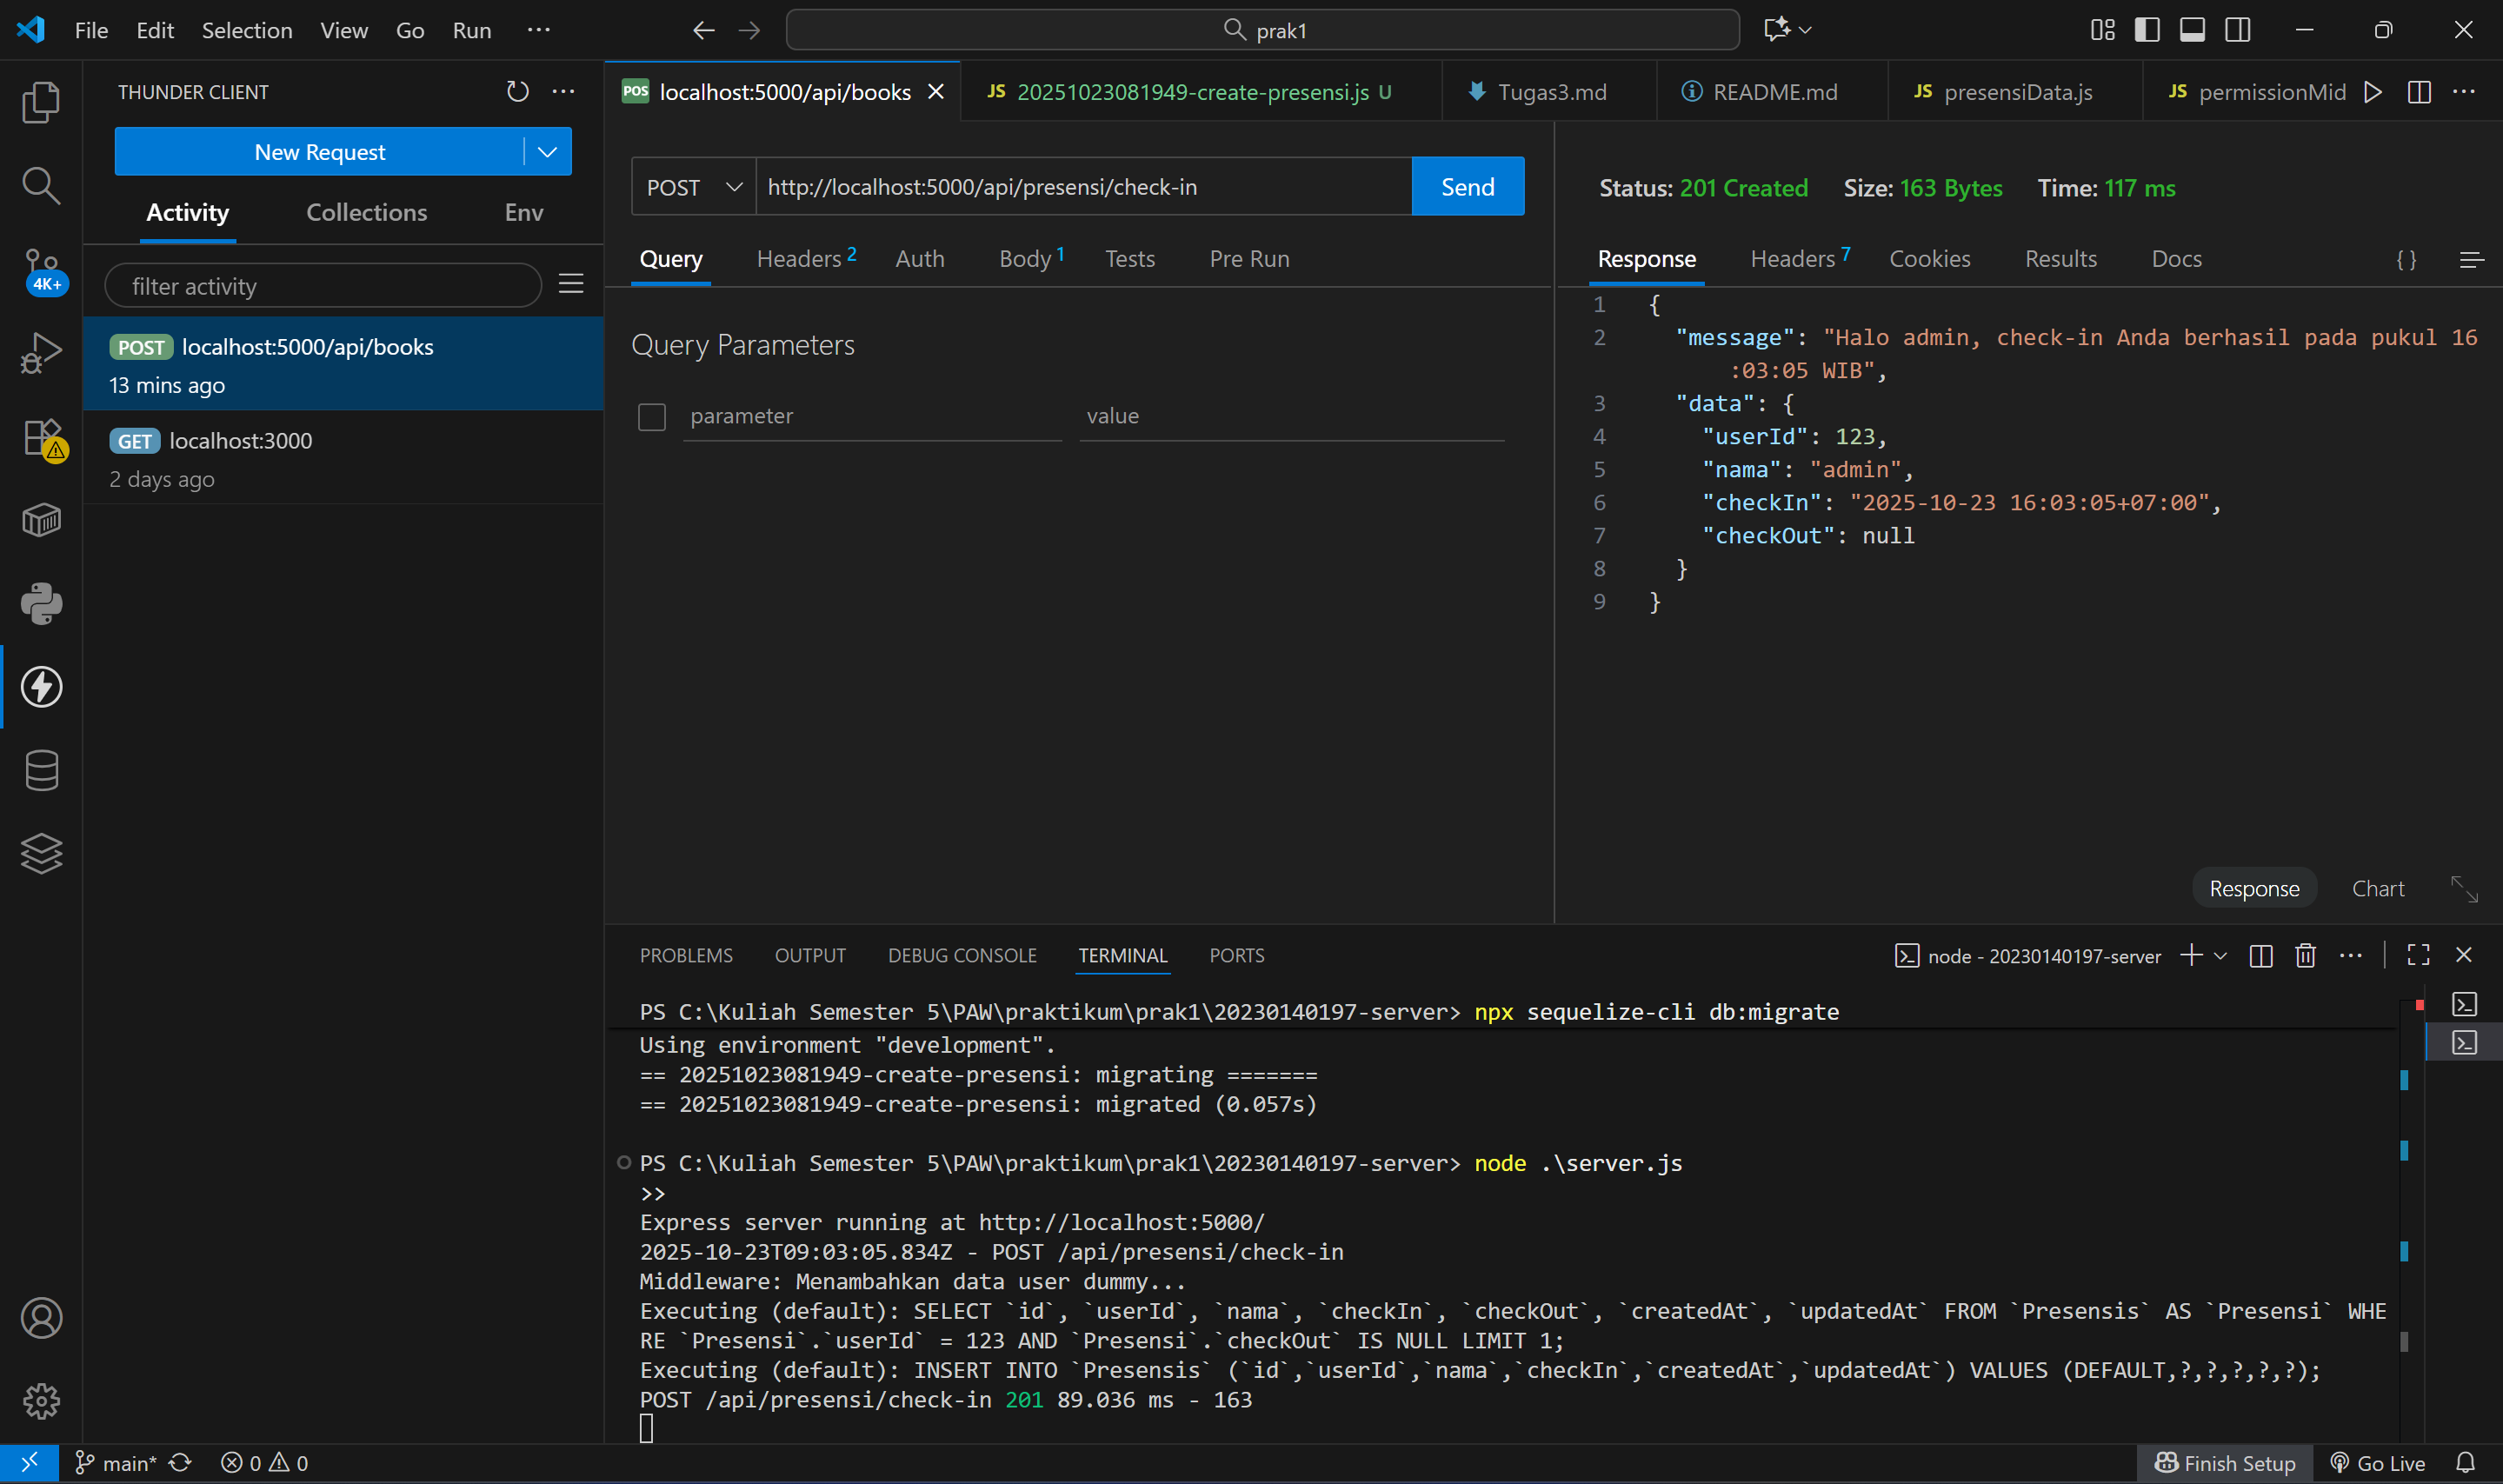 File Edit Selection View Go Run ··· prak1
THUNDER CLIENT
New Request
Activity Collections Env
filter activity
POST localhost:5000/api/books
13 mins ago
GET localhost:3000
2 days ago
4K+
POS localhost:5000/api/books JS 20251023081949-create-presensi.js U Tugas3.md README.md JS presensiData.js JS permissionMid
POST http://localhost:5000/api/presensi/check-in Send
Query Headers 2 Auth Body 1 Tests Pre Run
Query Parameters
parameter value
Status: 201 Created Size: 163 Bytes Time: 117 ms
Response Headers 7 Cookies Results Docs { }
1 {
2 "message": "Halo admin, check-in Anda berhasil pada pukul 16
:03:05 WIB",
3 "data": {
4 "userId": 123,
5 "nama": "admin",
6 "checkIn": "2025-10-23 16:03:05+07:00",
7 "checkOut": null
8 }
9 }
Response Chart
PROBLEMS OUTPUT DEBUG CONSOLE TERMINAL PORTS node - 20230140197-server
PS C:\Kuliah Semester 5\PAW\praktikum\prak1\20230140197-server> npx sequelize-cli db:migrate
Using environment "development".
== 20251023081949-create-presensi: migrating =======
== 20251023081949-create-presensi: migrated (0.057s)
PS C:\Kuliah Semester 5\PAW\praktikum\prak1\20230140197-server> node .\server.js
>>
Express server running at http://localhost:5000/
2025-10-23T09:03:05.834Z - POST /api/presensi/check-in
Middleware: Menambahkan data user dummy...
Executing (default): SELECT `id`, `userId`, `nama`, `checkIn`, `checkOut`, `createdAt`, `updatedAt` FROM `Presensis` AS `Presensi` WHE
RE `Presensi`.`userId` = 123 AND `Presensi`.`checkOut` IS NULL LIMIT 1;
Executing (default): INSERT INTO `Presensis` (`id`,`userId`,`nama`,`checkIn`,`createdAt`,`updatedAt`) VALUES (DEFAULT,?,?,?,?,?);
POST /api/presensi/check-in 201 89.036 ms - 163
main* 0 0 Finish Setup Go Live